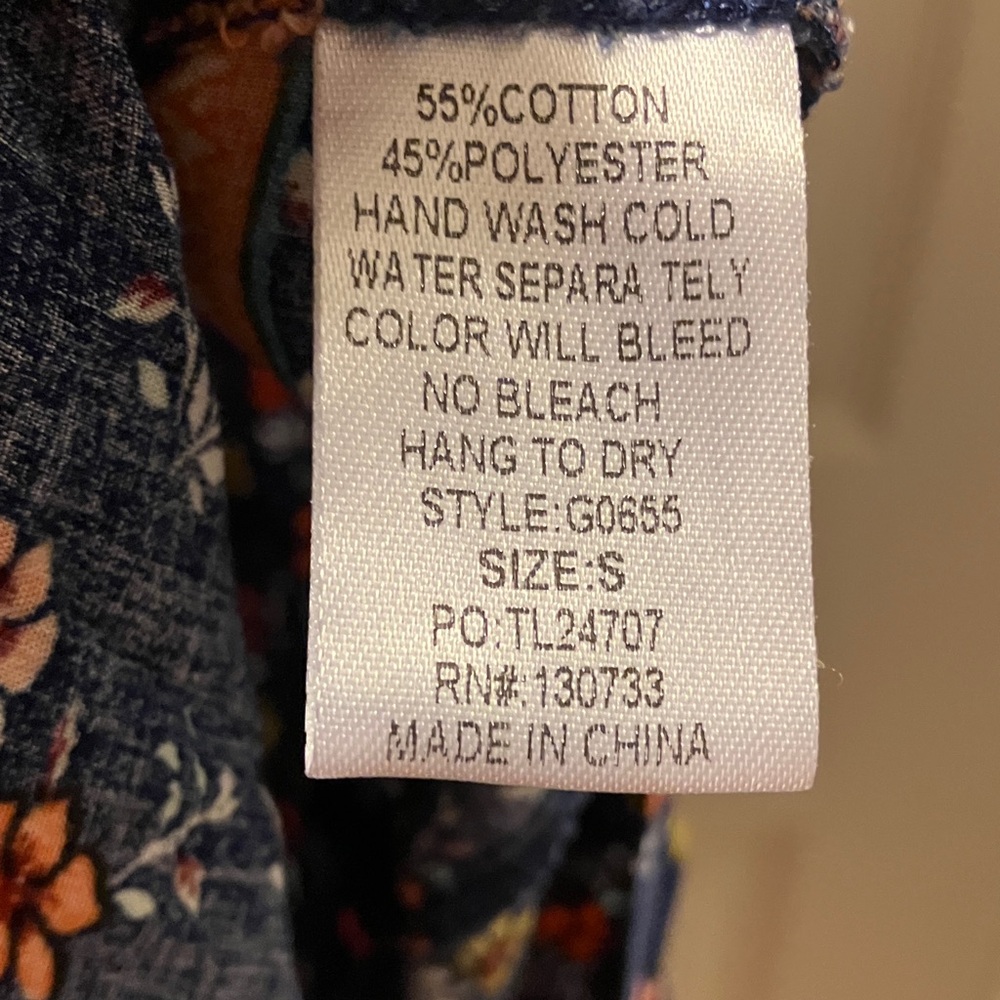 55%COTTON
45%POLYESTER
HAND WASH COLD
WATER SEPARA TELY
COLOR WILL BLEED
NO BLEACH
HANG TO DRY
STYLE:G0655
SIZE:S
PO:TL24707
RN#:130733
MADE IN CHINA